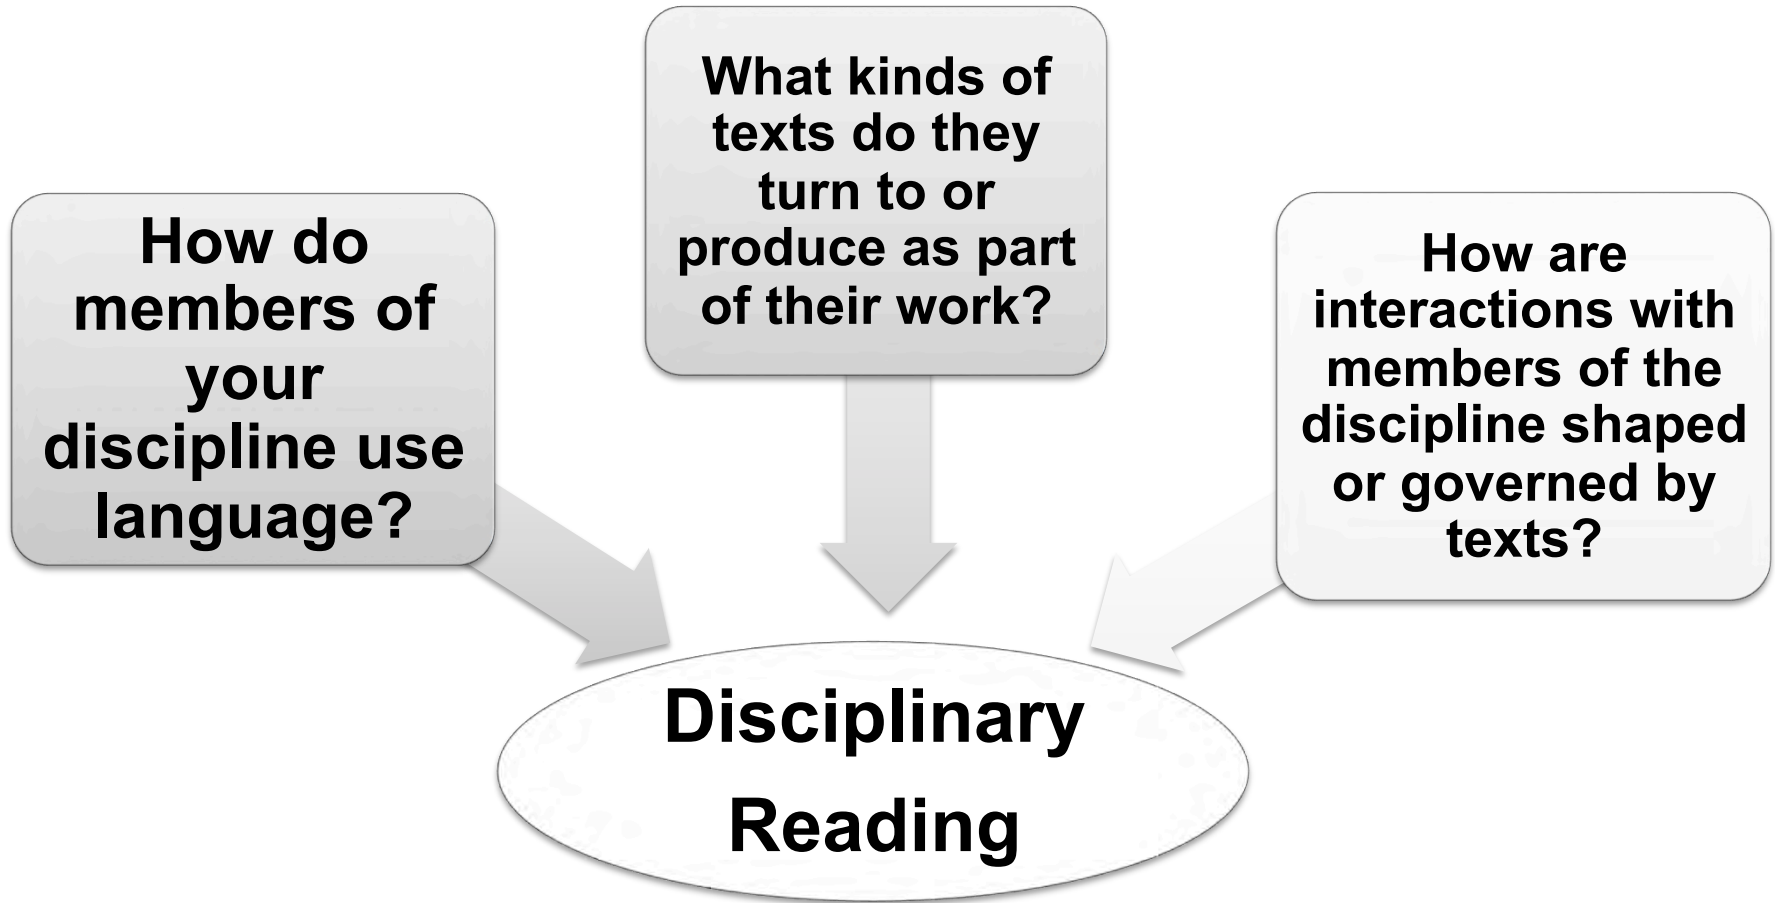 How do
members of
your
discipline use
language?
What kinds of
texts do they
turn to or
produce as part
of their work?
How are
interactions with
members of the
discipline shaped
or governed by
texts?
Disciplinary
Reading